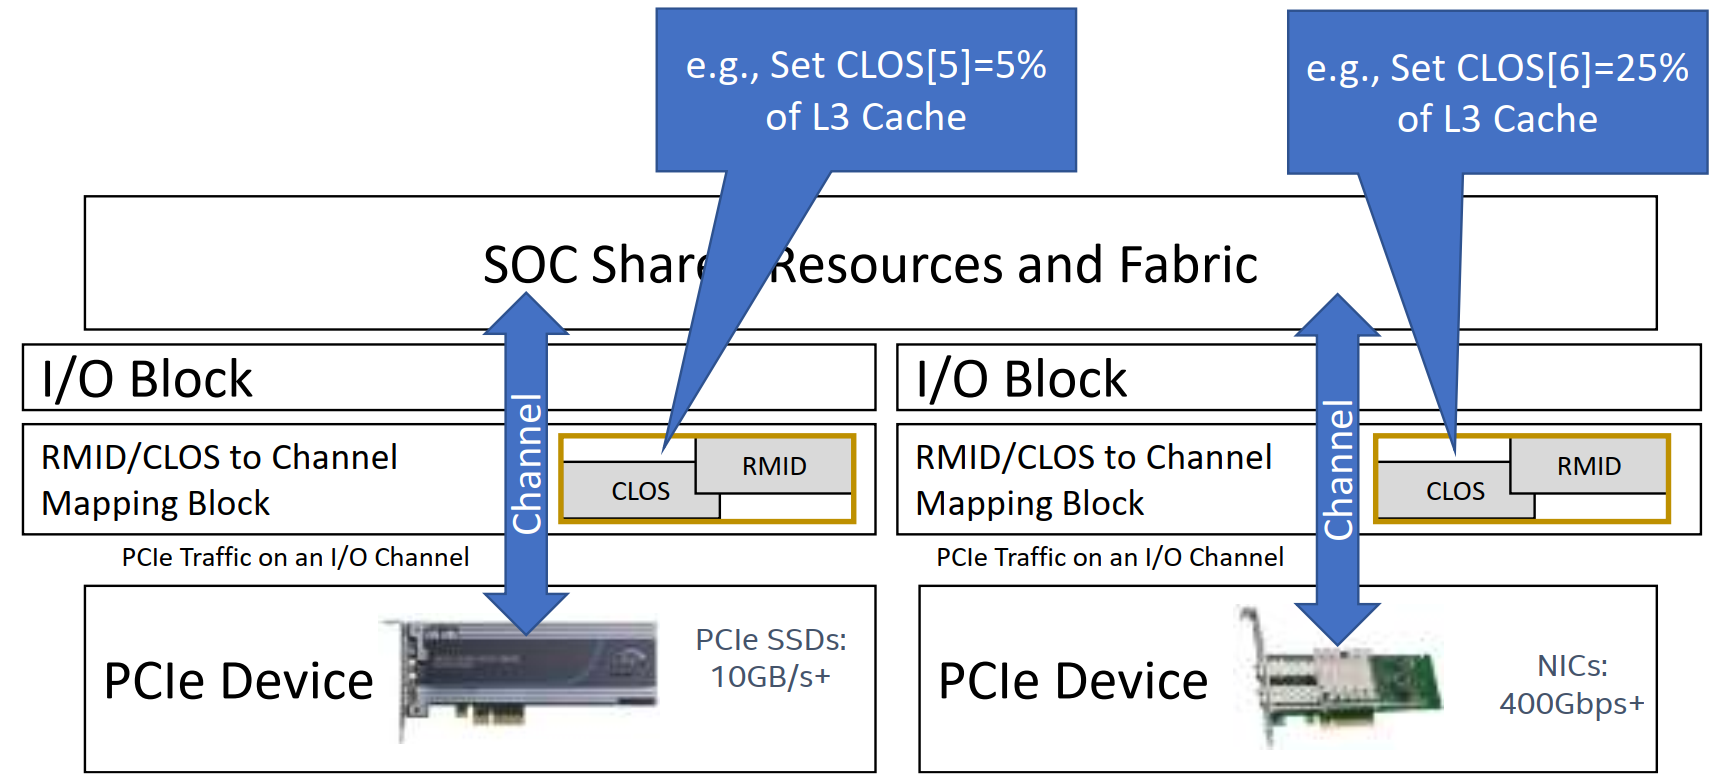 e.g., Set CLOS[5]=5%
of L3 Cache
e.g., Set CLOS[6]=25%
of L3 Cache
SOC Share Resources and Fabric
I/O Block
RMID/CLOS to Channel
Mapping Block
CLOS
RMID
Channel
PCIe Traffic on an I/O Channel
PCIe Device
PCIe SSDs:
10GB/s+
I/O Block
RMID/CLOS to Channel
Mapping Block
CLOS
RMID
Channel
PCIe Traffic on an I/O Channel
PCIe Device
NICs:
400Gbps+